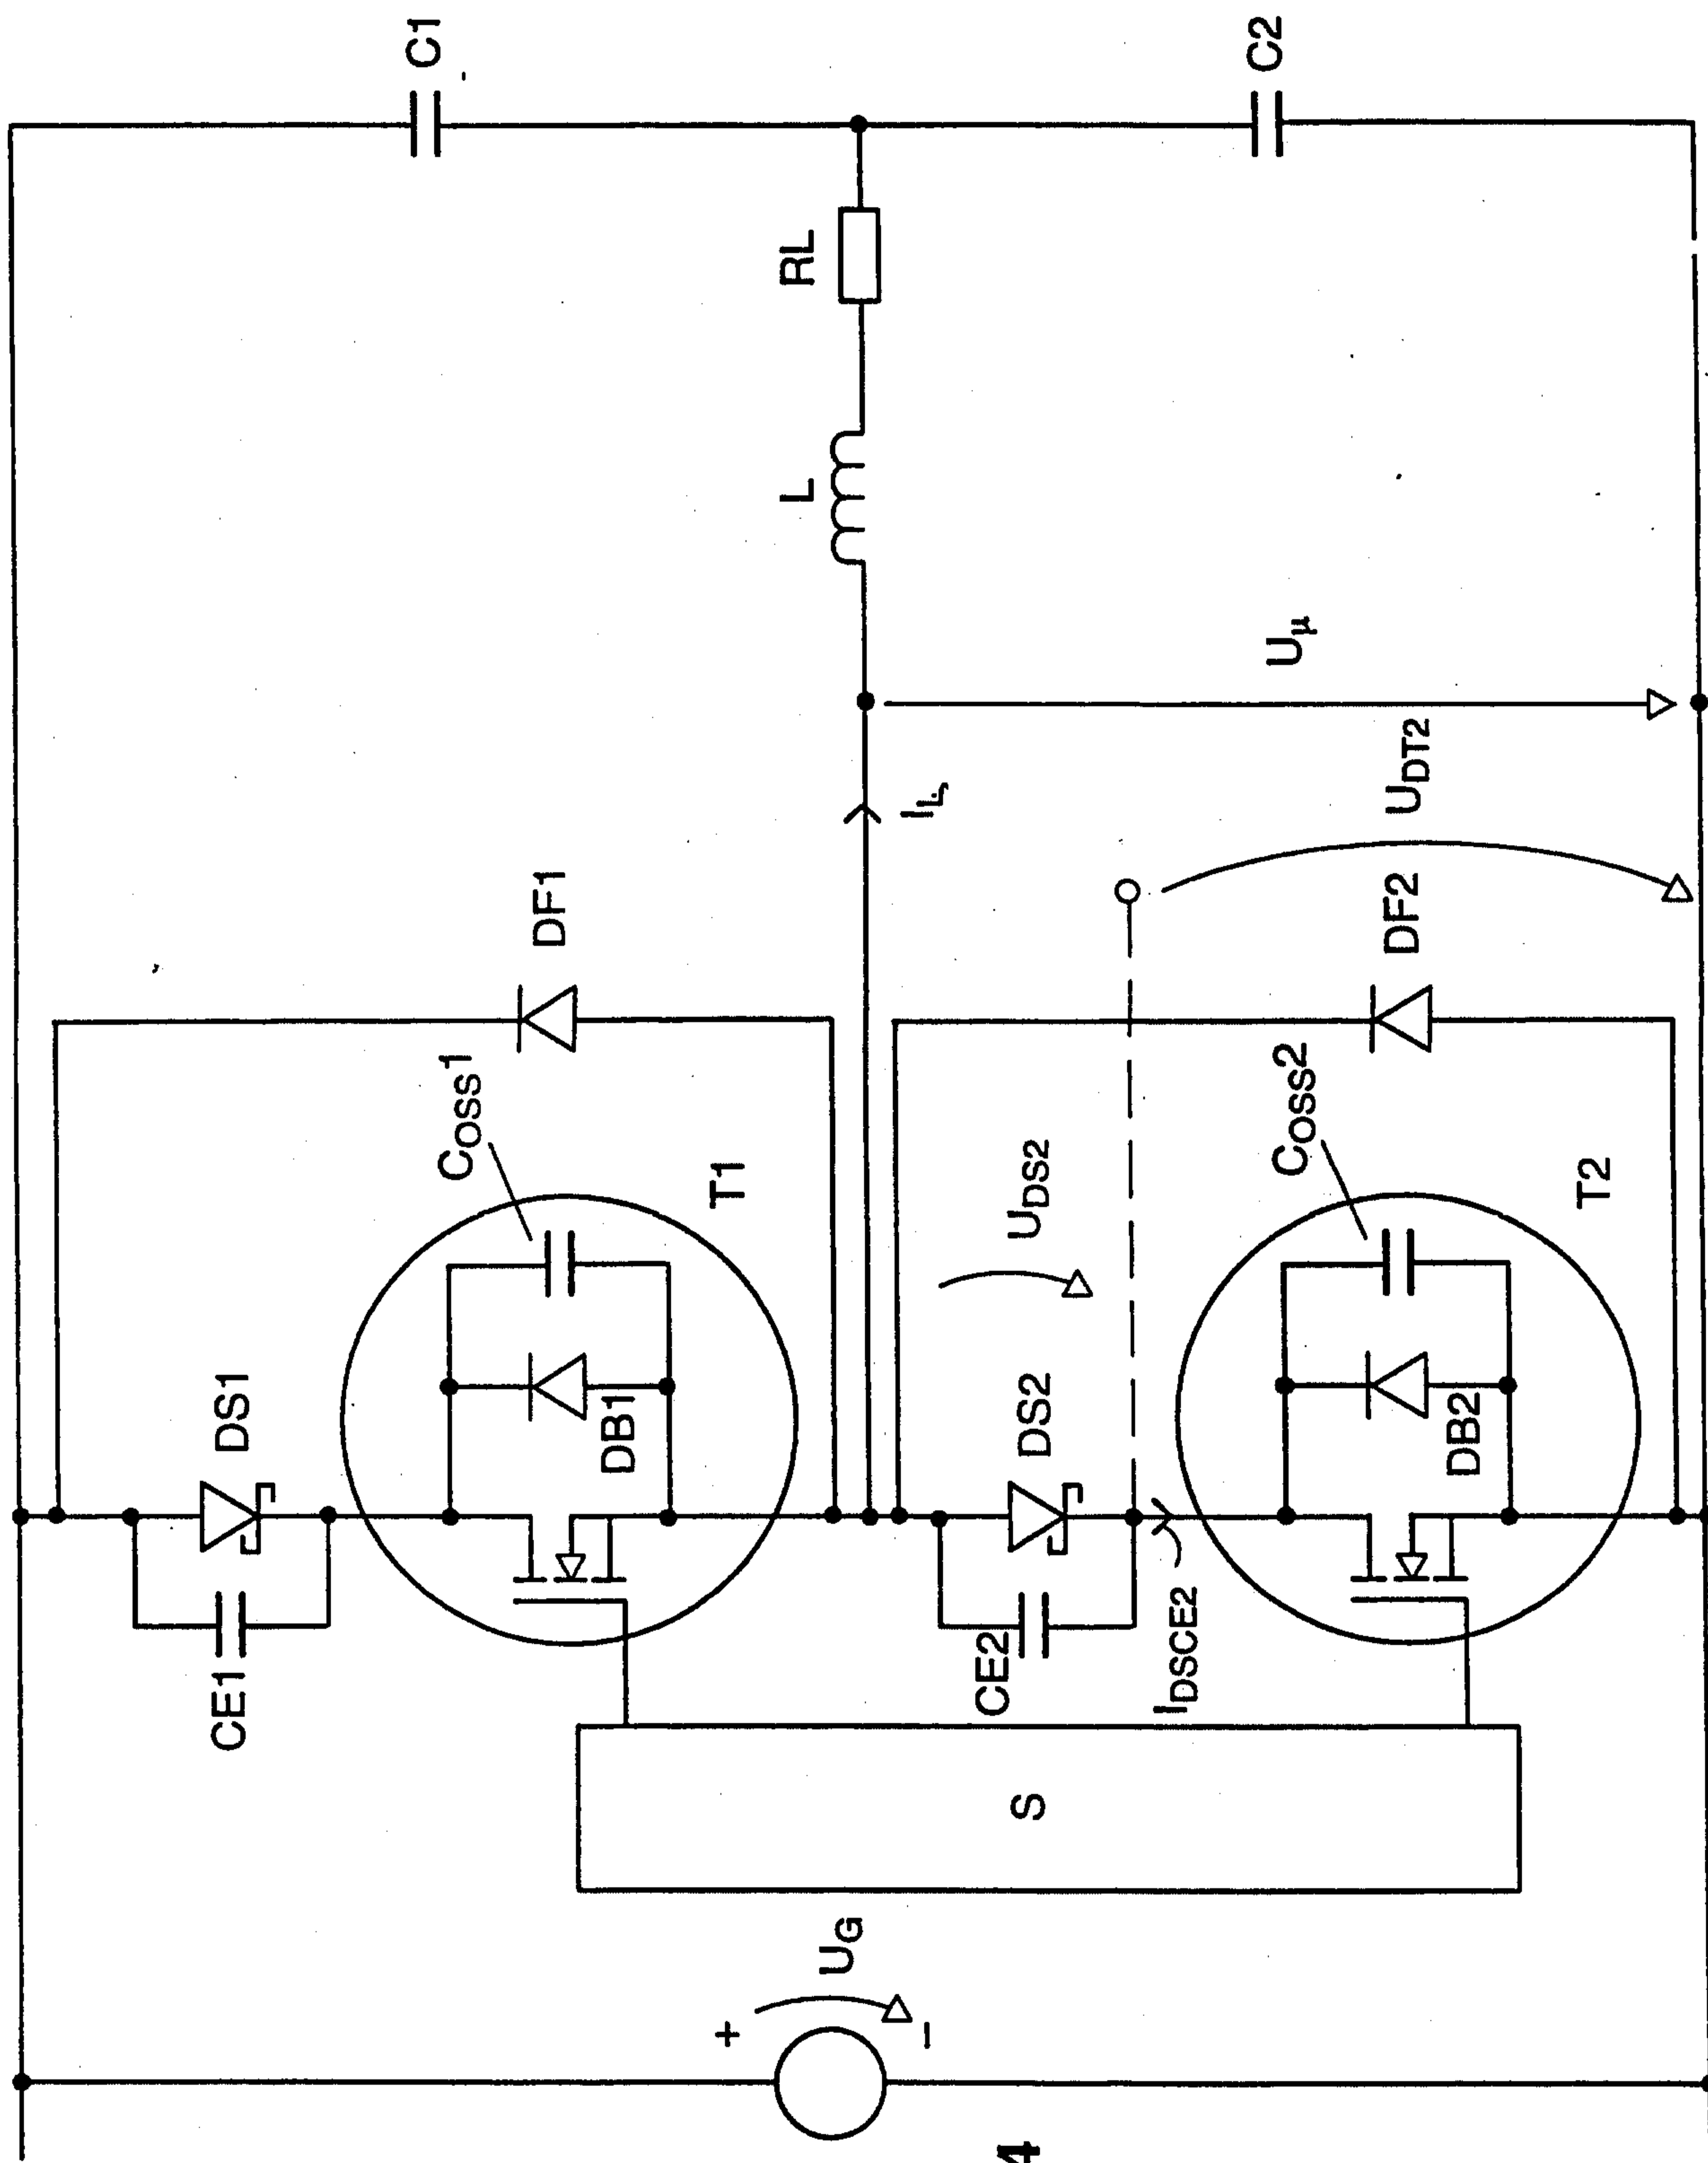 C1
C2
RL
L
Uμ
UDT2
IL
DF1
DF2
COSS1
COSS2
T1
T2
UDS2
DS1
DB1
DS2
DB2
CE1
CE2
IDSCE2
S
UG
+
−
4